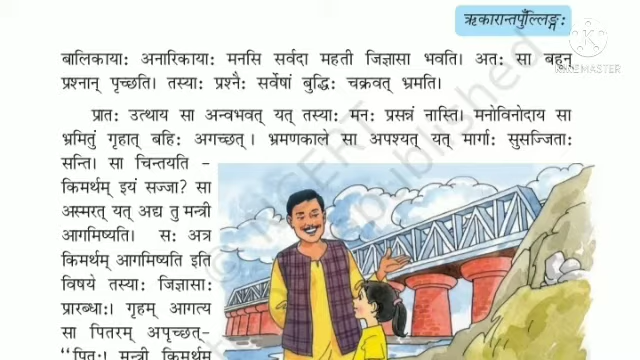 ऋकारान्तपुँल्लिङ्गः
बालिकायाः अनारिकायाः मनसि सर्वदा महती जिज्ञासा भवति। अतः सा बहून्
प्रश्नान् पृच्छति। तस्याः प्रश्नैः सर्वेषां बुद्धिः चक्रवत् भ्रमति।
प्रातः उत्थाय सा अन्वभवत् यत् तस्याः मनः प्रसन्नं नास्ति। मनोविनोदाय सा
भ्रमितुं गृहात् बहिः अगच्छत्। भ्रमणकाले सा अपश्यत् यत् मार्गाः सुसज्जिताः
सन्ति। सा चिन्तयति –
किमर्थम् इयं सज्जा? सा
अस्मरत् यत् अद्य तु मन्त्री
आगमिष्यति। सः अत्र
किमर्थम् आगमिष्यति इति
विषये तस्याः जिज्ञासाः
प्रारब्धाः। गृहम् आगत्य
सा पितरम् अपृच्छत्–
“पितः! मन्त्री किमर्थम्
© NCERT
published
MASTER